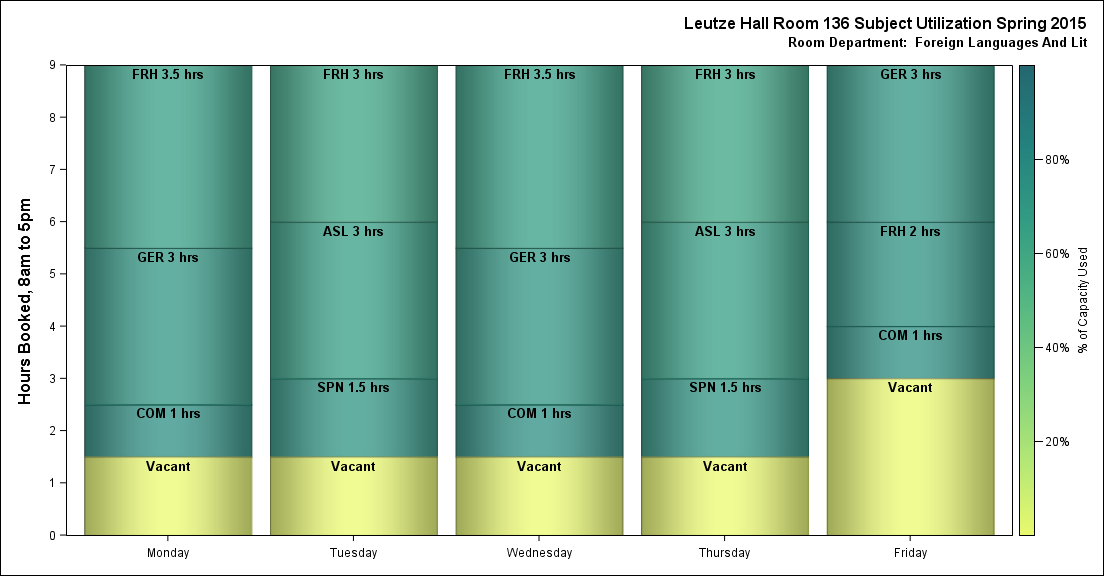 Leutze Hall Room 136 Subject Utilization Spring 2015
Room Department: Foreign Languages And Lit
Hours Booked, 8am to 5pm
9
8
7
6
5
4
3
2
1
0
FRH 3.5 hrs
GER 3 hrs
COM 1 hrs
Vacant
Monday
FRH 3 hrs
ASL 3 hrs
SPN 1.5 hrs
Vacant
Tuesday
FRH 3.5 hrs
GER 3 hrs
COM 1 hrs
Vacant
Wednesday
FRH 3 hrs
ASL 3 hrs
SPN 1.5 hrs
Vacant
Thursday
GER 3 hrs
FRH 2 hrs
COM 1 hrs
Vacant
Friday
80%
60%
40%
20%
% of Capacity Used